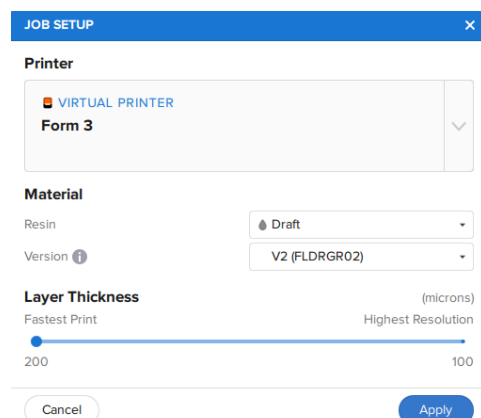 JOB SETUP
Printer
VIRTUAL PRINTER
Form 3
Material
Resin Draft
Version V2 (FLDRGR02)
Layer Thickness (microns)
Fastest Print Highest Resolution
200 100
Cancel Apply